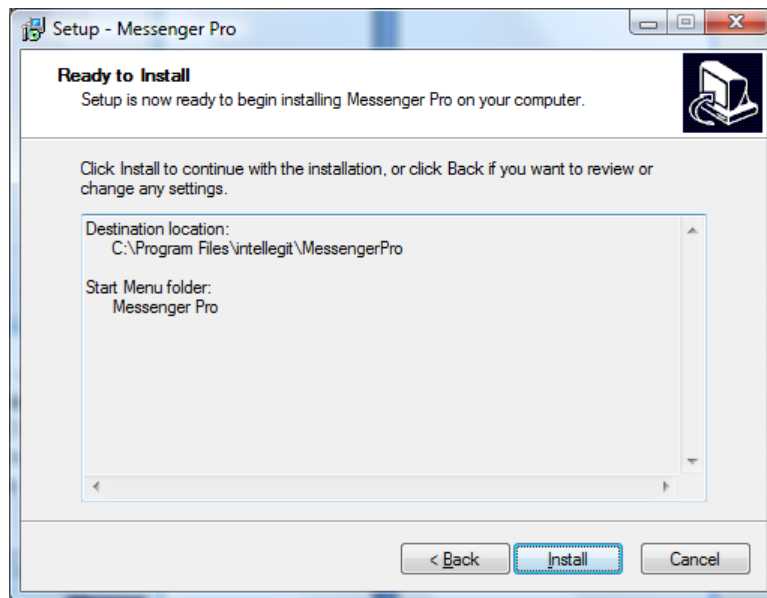 Setup - Messenger Pro
Ready to Install
Setup is now ready to begin installing Messenger Pro on your computer.
Click Install to continue with the installation, or click Back if you want to review or
change any settings.
Destination location:
C:\Program Files\intellegit\MessengerPro
Start Menu folder:
Messenger Pro
< Back
Install
Cancel